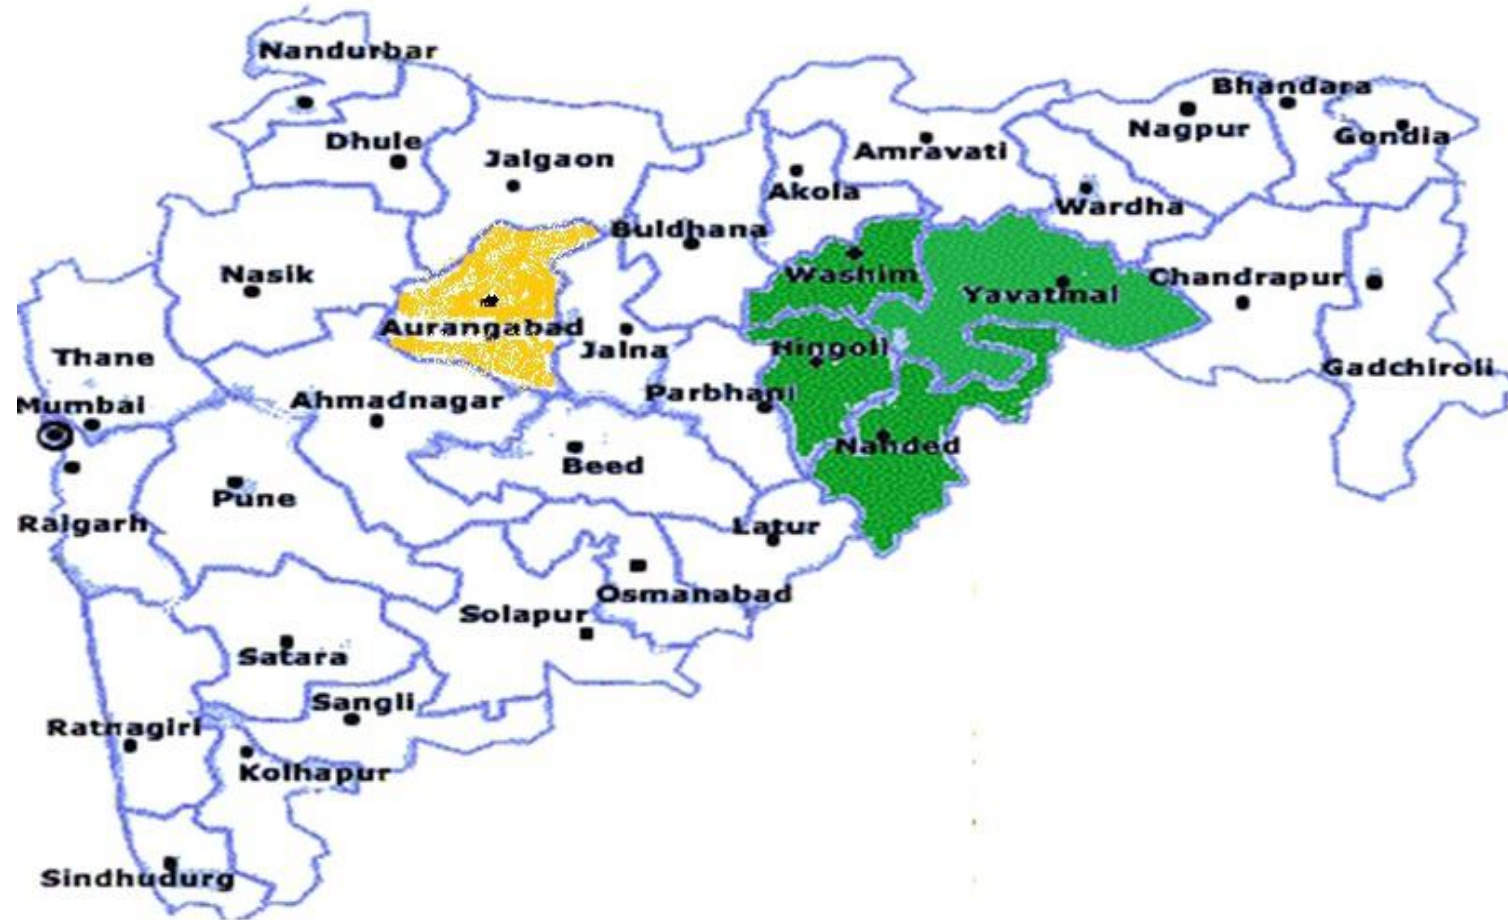 Nandurbar
Bhandara
Dhule
Nagpur
Gondia
Jalgaon
Amravati
Akola
Wardha
Buldhana
Nasik
Washim
Chandrapur
Yavatmal
Aurangabad
Jalna
Hingoli
Thane
Gadchiroli
Parbhani
Ahmadnagar
Mumbai
Nanded
Beed
Pune
Raigarh
Latur
Osmanabad
Solapur
Satara
Sangli
Ratnagiri
Kolhapur
Sindhudurg